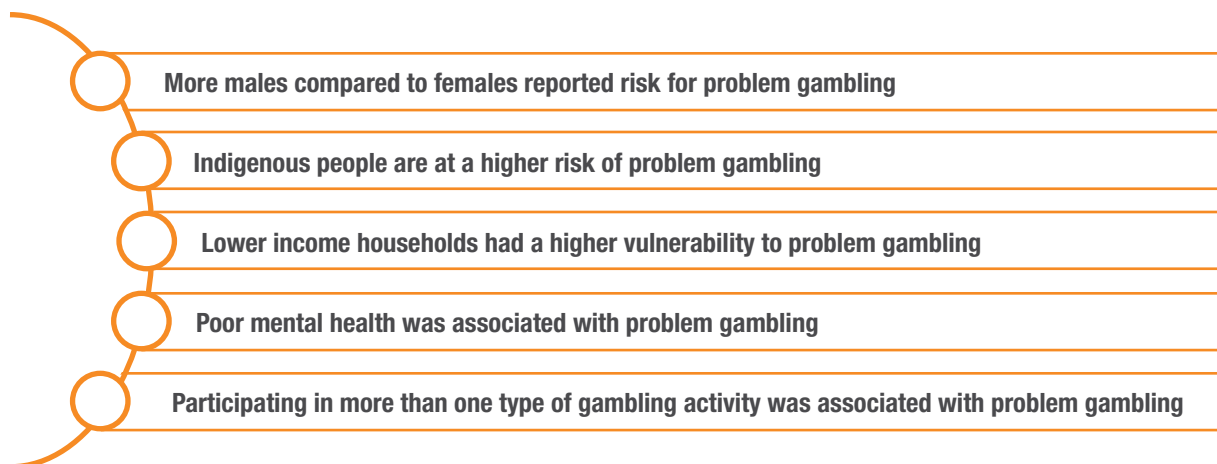 More males compared to females reported risk for problem gambling
Indigenous people are at a higher risk of problem gambling
Lower income households had a higher vulnerability to problem gambling
Poor mental health was associated with problem gambling
Participating in more than one type of gambling activity was associated with problem gambling